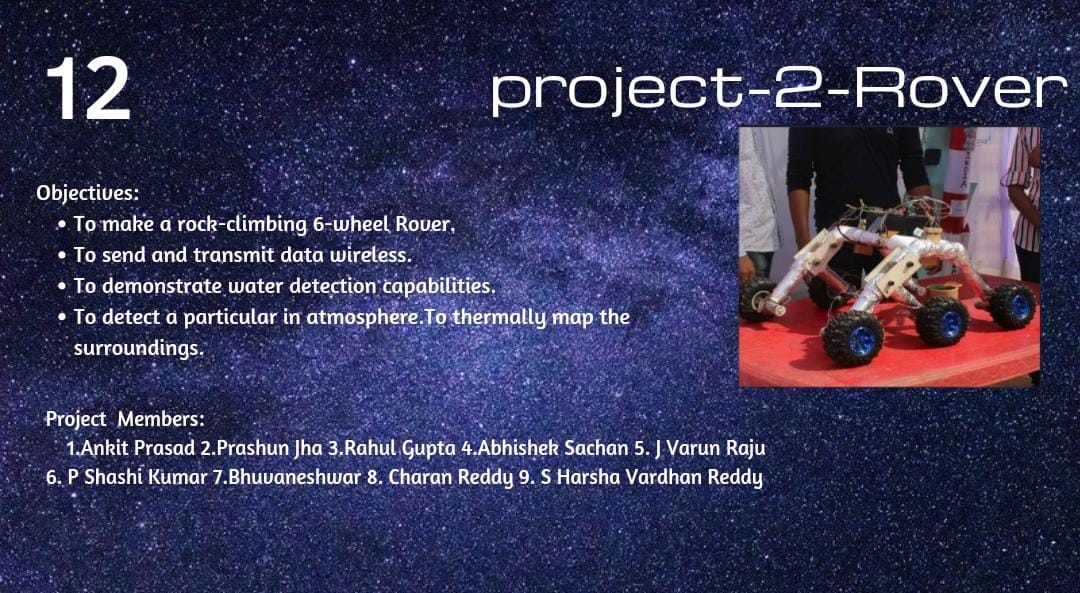 12
project-2-Rover
Objectives:
• To make a rock-climbing 6-wheel Rover.
• To send and transmit data wireless.
• To demonstrate water detection capabilities.
• To detect a particular in atmosphere.To thermally map the
surroundings.
Project Members:
1.Ankit Prasad 2.Prashun Jha 3.Rahul Gupta 4.Abhishek Sachan 5. J Varun Raju
6. P Shashi Kumar 7.Bhuvaneshwar 8. Charan Reddy 9. S Harsha Vardhan Reddy